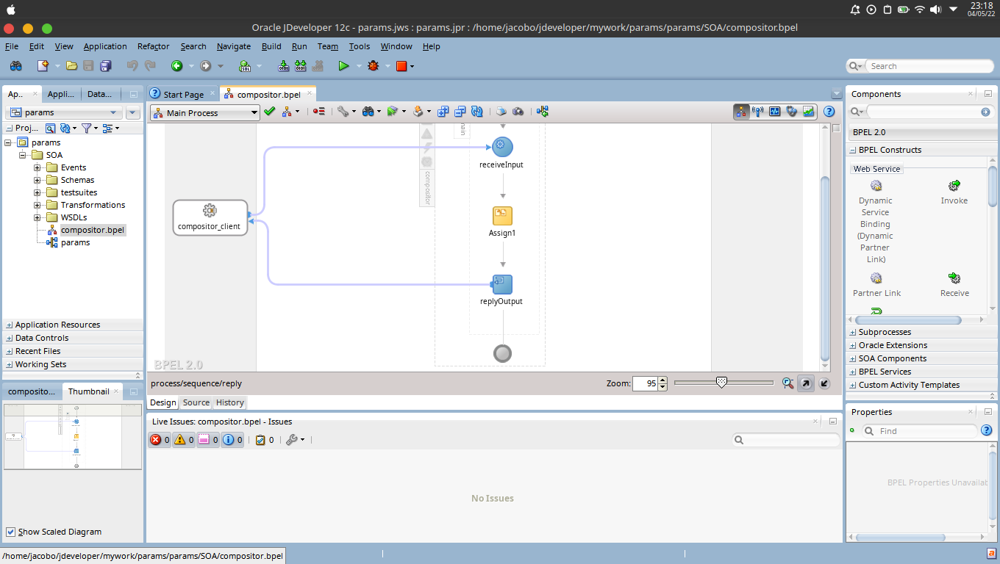 23:18
04/05/22
Oracle JDeveloper 12c - params.jws : params.jpr : /home/jacobo/jdeveloper/mywork/params/params/SOA/compositor.bpel
File Edit View Application Refactor Search Navigate Build Run Team Tools Window Help
Search
Ap.. Appli... Data...
params
Proj...
params
SOA
Events
Schemas
testsuites
Transformations
WSDLs
compositor.bpel
params
Application Resources
Data Controls
Recent Files
Working Sets
composito... Thumbnail
Show Scaled Diagram
Start Page compositor.bpel
Main Process
main
compositor
receiveInput
compositor_client
Assign1
replyOutput
BPEL 2.0
process/sequence/reply
Zoom: 95
Design Source History
Live Issues: compositor.bpel - Issues
0 0 0 0 0
No Issues
Components
BPEL 2.0
BPEL Constructs
Web Service
Dynamic
Service
Binding
(Dynamic
Partner
Link)
Invoke
Partner Link
Receive
Subprocesses
Oracle Extensions
SOA Components
BPEL Services
Custom Activity Templates
Properties
Find
BPEL Properties Unavailab
/home/jacobo/jdeveloper/mywork/params/params/SOA/compositor.bpel